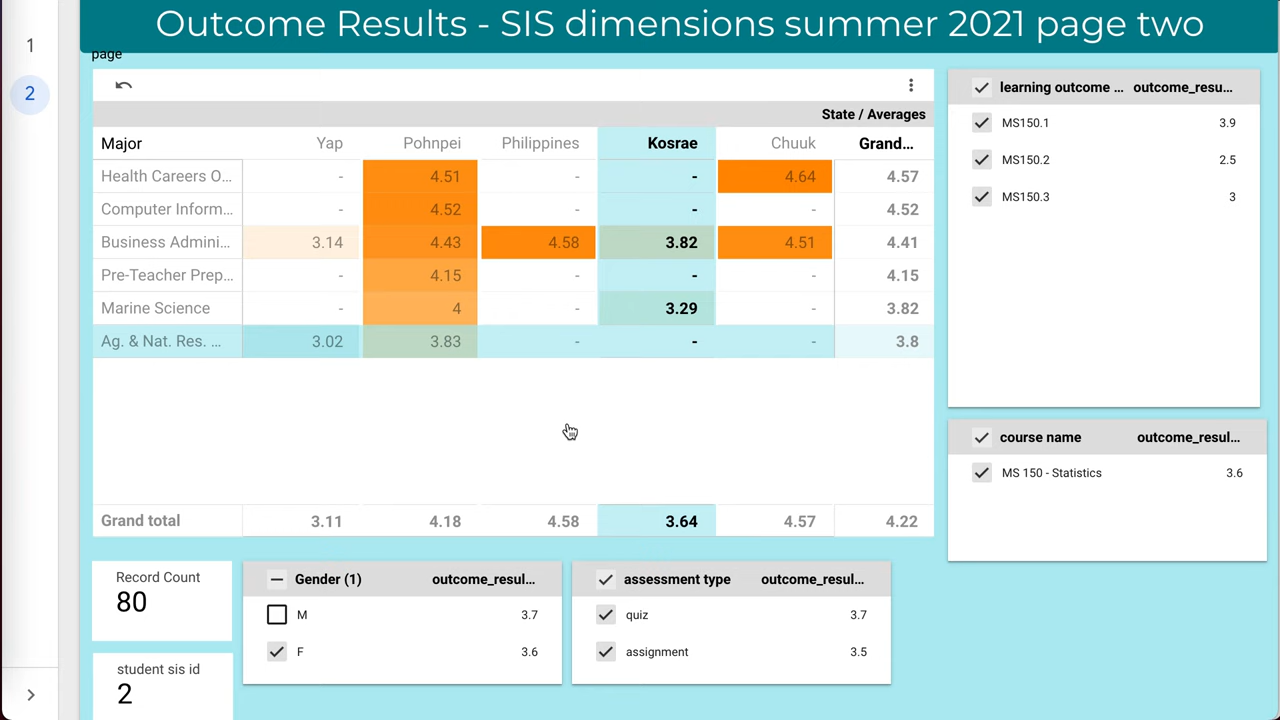 Outcome Results - SIS dimensions summer 2021 page two
1
page
2
State / Averages
Major Yap Pohnpei Philippines Kosrae Chuuk Grand...
Health Careers O... - 4.51 - - 4.64 4.57
Computer Inform... - 4.52 - - - 4.52
Business Admini... 3.14 4.43 4.58 3.82 4.51 4.41
Pre-Teacher Prep... - 4.15 - - - 4.15
Marine Science - 4 - 3.29 - 3.82
Ag. & Nat. Res. ... 3.02 3.83 - - - 3.8
Grand total 3.11 4.18 4.58 3.64 4.57 4.22
learning outcome ... outcome_resu...
MS150.1 3.9
MS150.2 2.5
MS150.3 3
course name outcome_resul...
MS 150 - Statistics 3.6
Record Count
80
student sis id
2
Gender (1) outcome_resul...
M 3.7
F 3.6
assessment type outcome_resul...
quiz 3.7
assignment 3.5